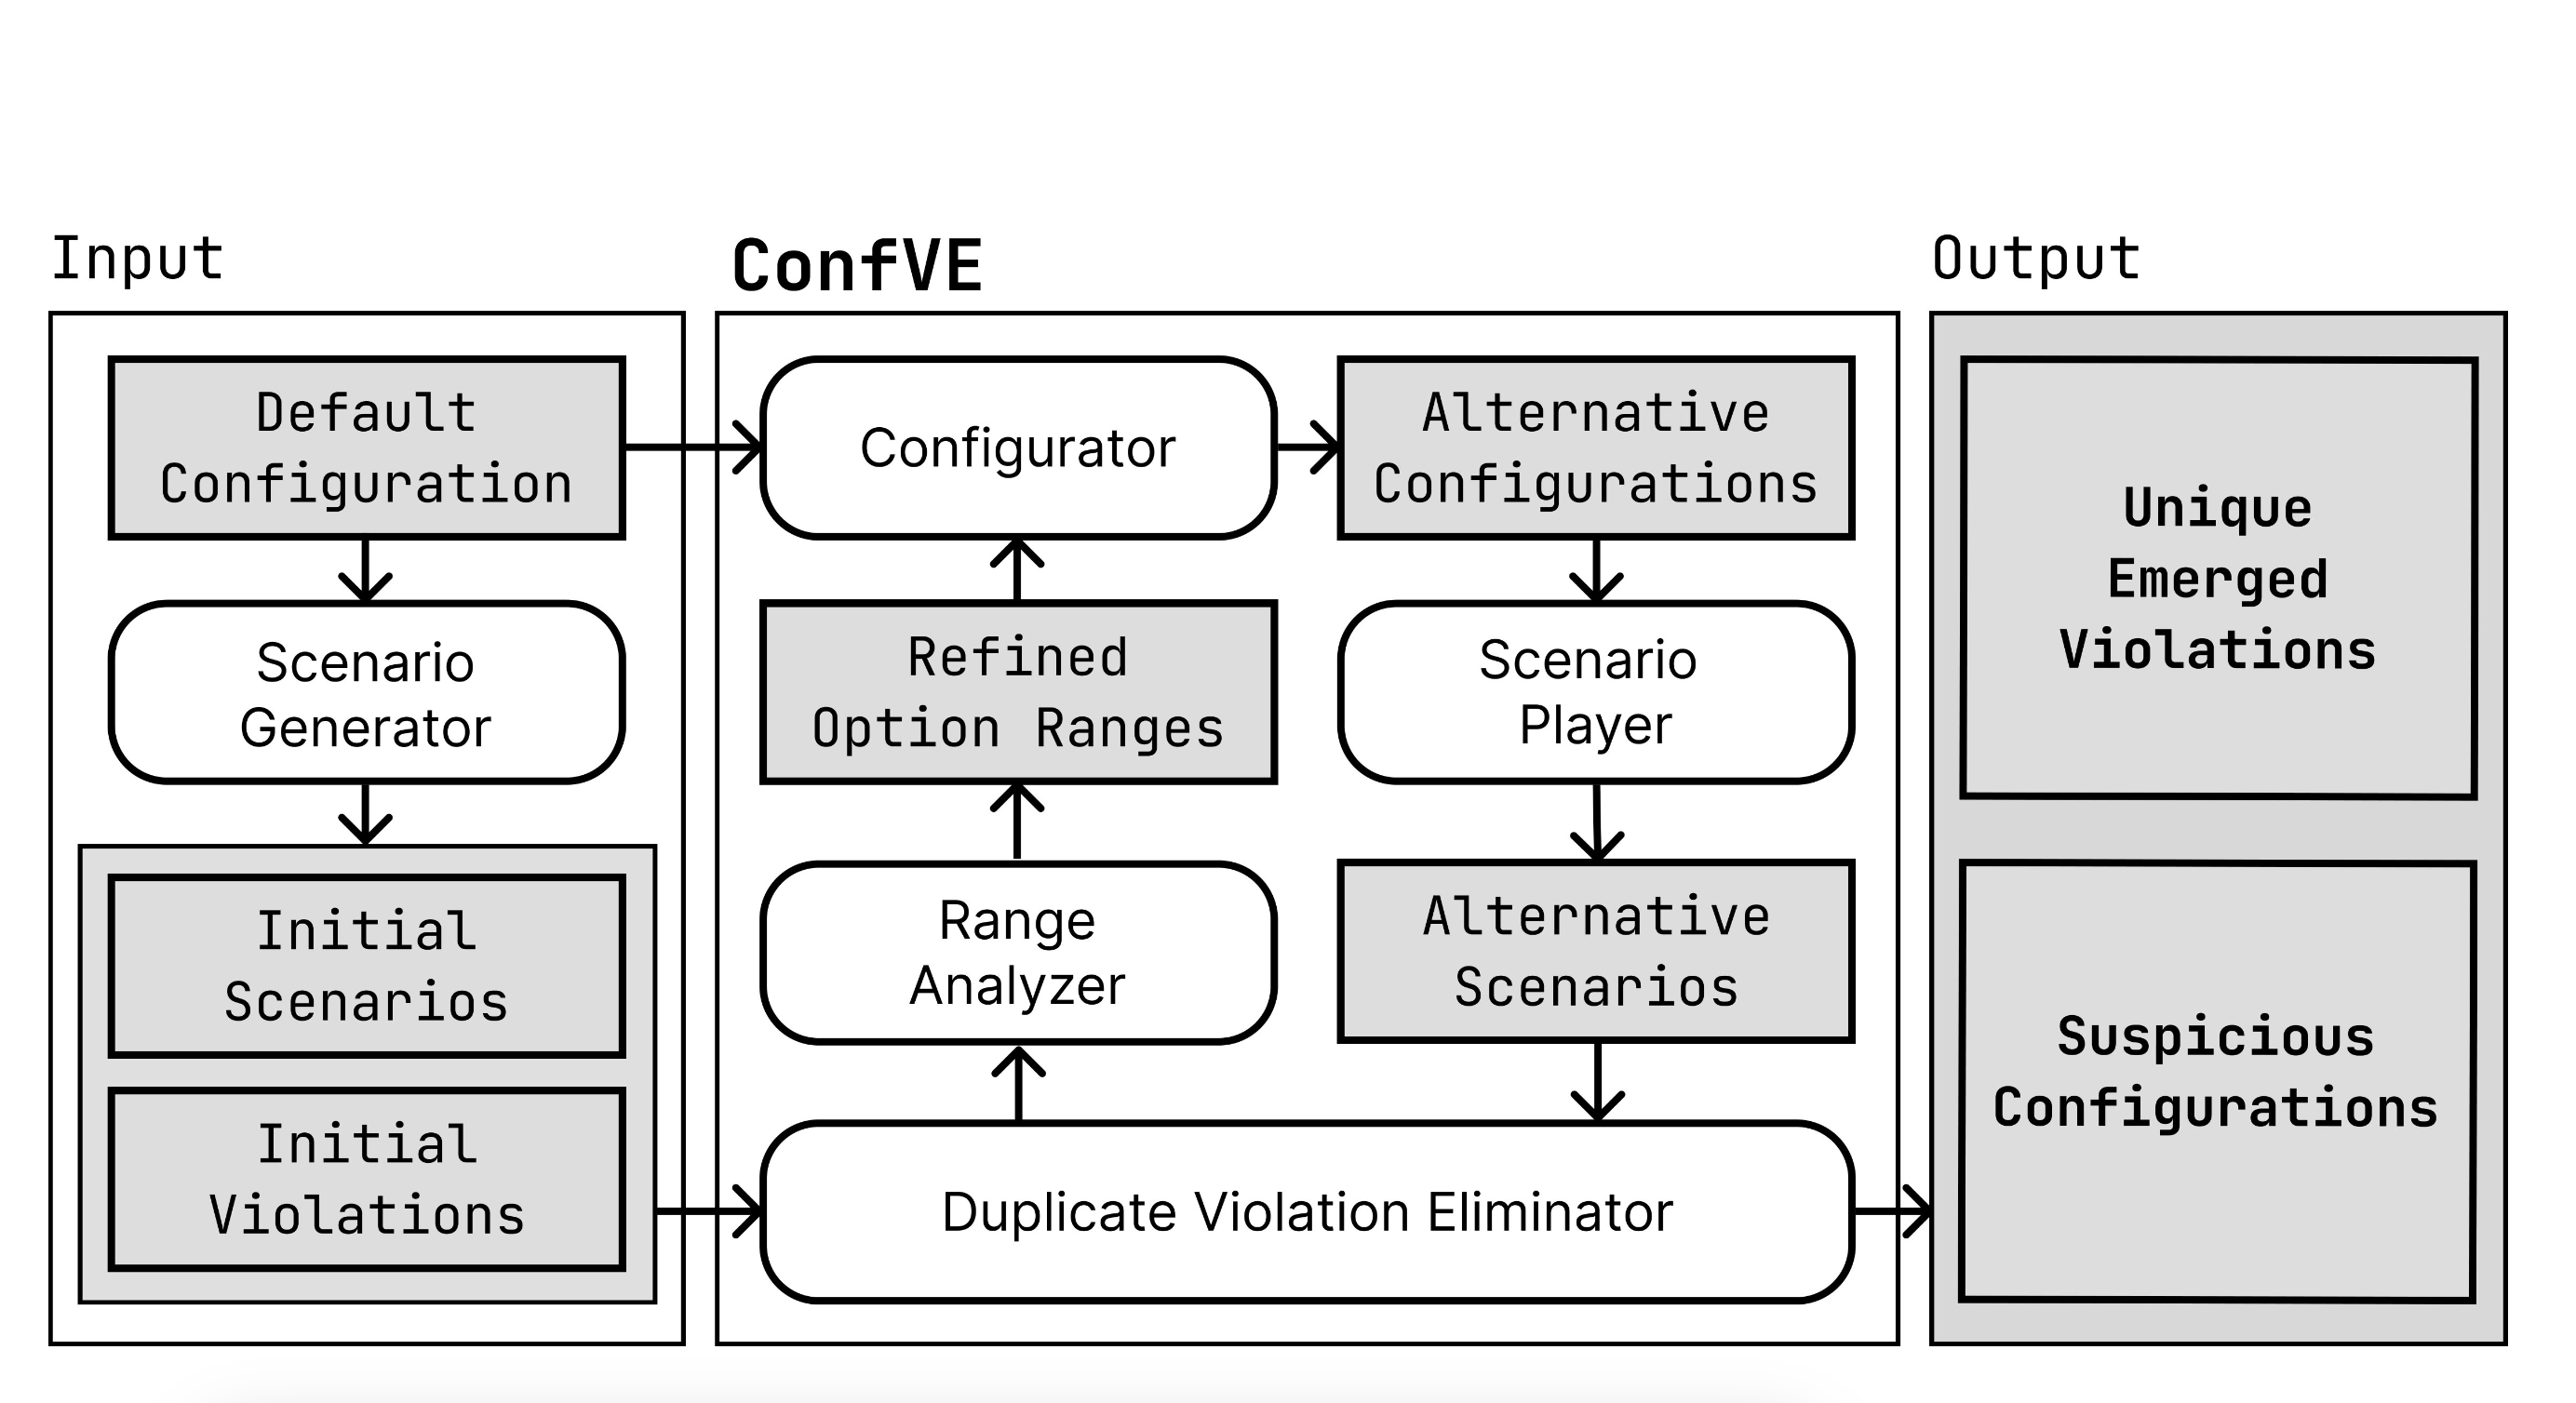 Input
Default
Configuration
Scenario
Generator
Initial
Scenarios
Initial
Violations
ConfVE
Configurator
Alternative
Configurations
Refined
Option Ranges
Scenario
Player
Range
Analyzer
Alternative
Scenarios
Duplicate Violation Eliminator
Output
Unique
Emerged
Violations
Suspicious
Configurations